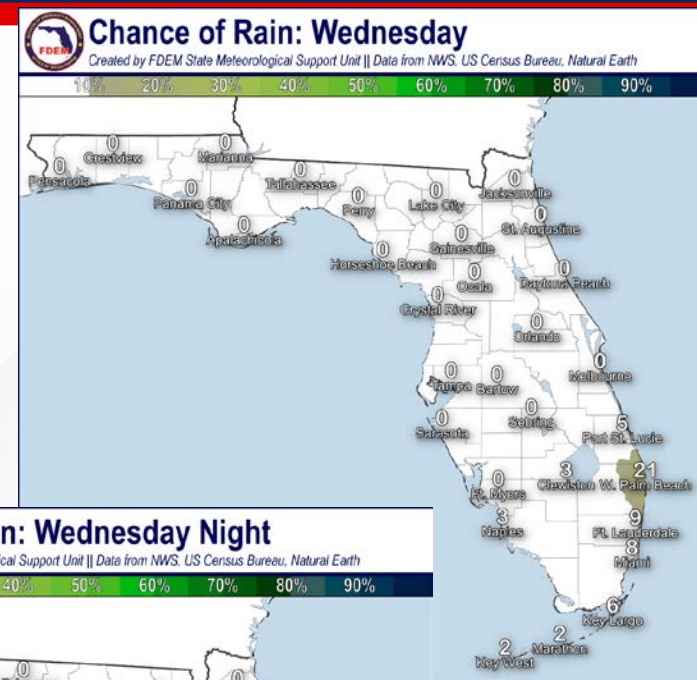 FDEM
Chance of Rain: Wednesday
Created by FDEM State Meteorological Support Unit || Data from NWS, US Census Bureau, Natural Earth
10% 20% 30% 40% 50% 60% 70% 80% 90%
0 Pensacola
0 Crestview
0 Marianna
0 Panama City
0 Apalachicola
0 Tallahassee
0 Perry
0 Lake City
0 Jacksonville
0 St. Augustine
0 Gainesville
0 Horseshoe Beach
0 Ocala
0 Daytona Beach
0 Crystal River
0 Orlando
0 Melbourne
0 Tampa
0 Bartow
0 Sebring
0 Sarasota
5 Port St. Lucie
3 Clewiston
21 W. Palm Beach
0 Ft. Myers
3 Naples
9 Ft. Lauderdale
8 Miami
6 Key Largo
2 Marathon
2 Key West
n: Wednesday Night
cal Support Unit || Data from NWS, US Census Bureau, Natural Earth
40% 50% 60% 70% 80% 90%
0
0